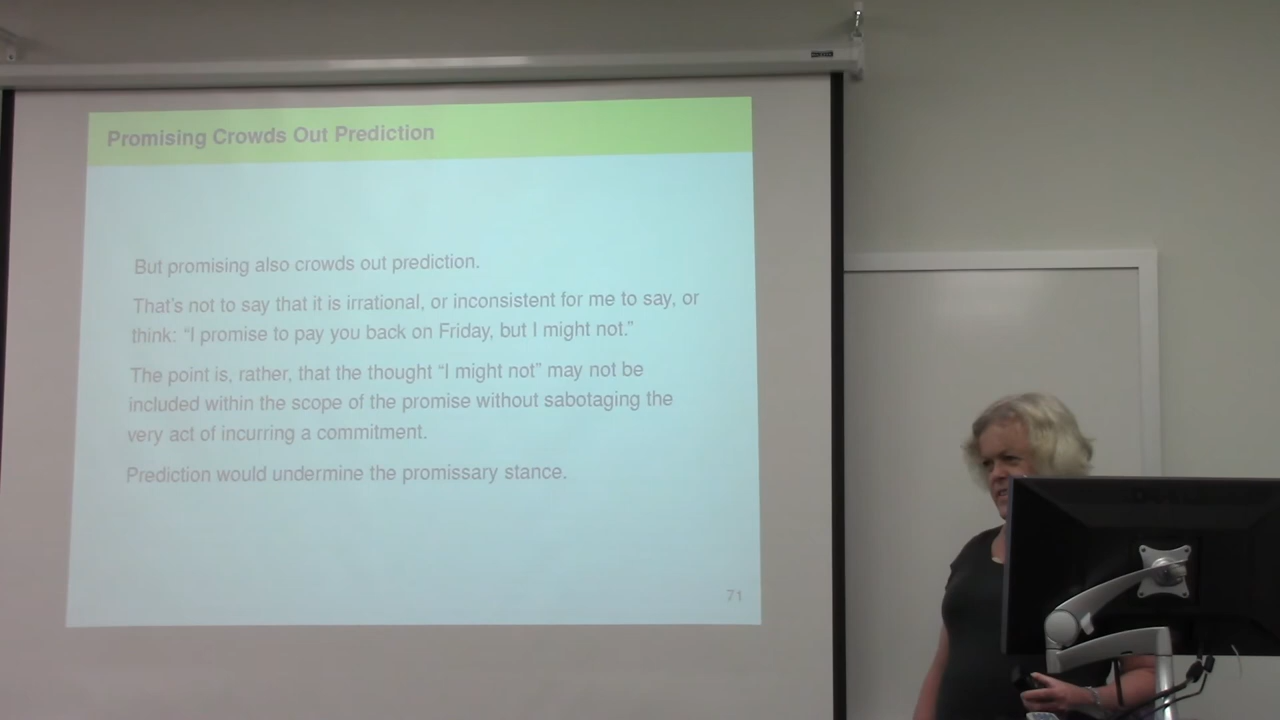 Promising Crowds Out Prediction
But promising also crowds out prediction.
That's not to say that it is irrational, or inconsistent for me to say, or
think: “I promise to pay you back on Friday, but I might not.”
The point is, rather, that the thought “I might not” may not be
included within the scope of the promise without sabotaging the
very act of incurring a commitment.
Prediction would undermine the promissary stance.
71